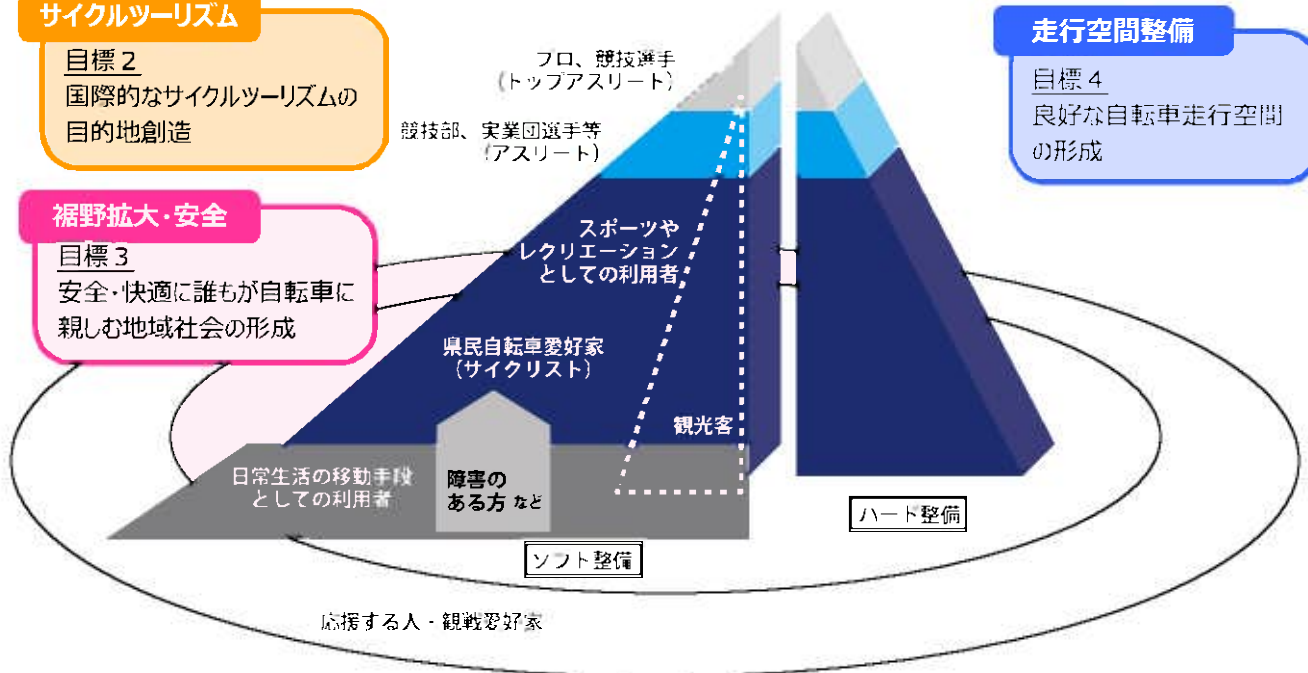 サイクルツーリズム
目標2
国際的なサイクルツーリズムの
目的地創造
裾野拡大・安全
目標3
安全・快適に誰もが自転車に
親しむ地域社会の形成
プロ、競技選手
(トップアスリート)
競技部、実業団選手等
(アスリート)
スポーツや
レクリエーション
としての利用者
県民自転車愛好家
(サイクリスト)
観光客
日常生活の移動手段
としての利用者
障害の
ある方 など
ソフト整備
ハード整備
応援する人・観戦愛好家
走行空間整備
目標4
良好な自転車走行空間
の形成